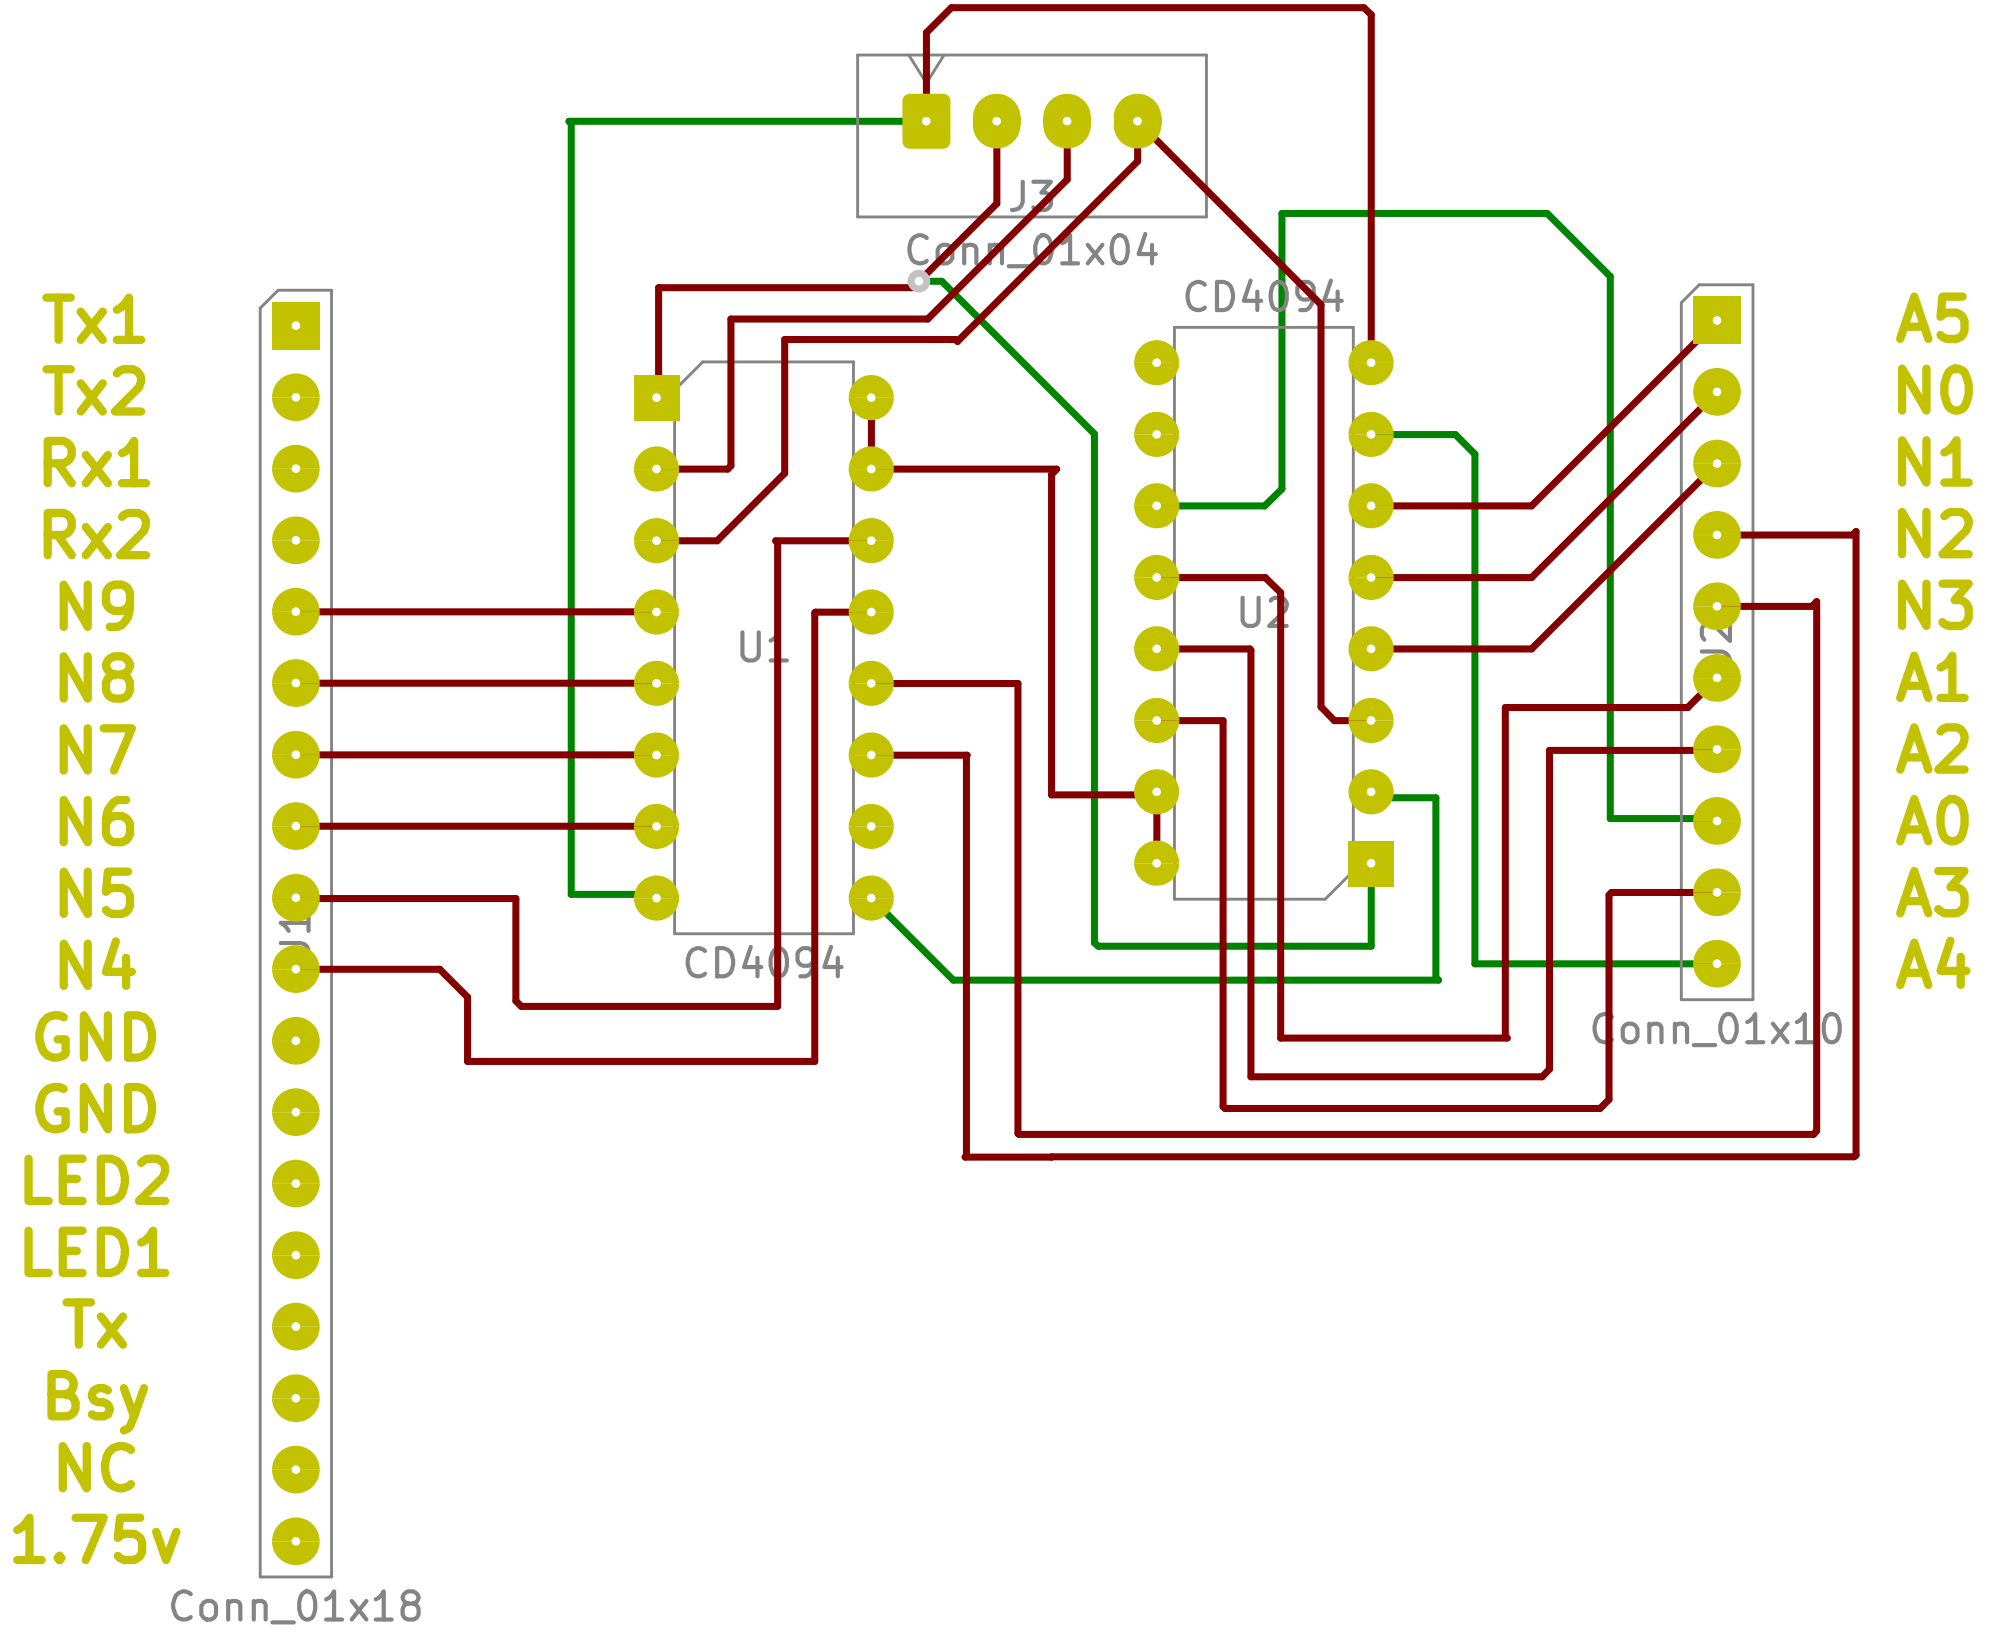 J3
Conn_01x04
CD4094
Tx1
Tx2
Rx1
Rx2
N9
N8
N7
N6
N5
N4
GND
GND
LED2
LED1
Tx
Bsy
NC
1.75v
J1
Conn_01x18
U1
CD4094
U2
J2
Conn_01x10
A5
N0
N1
N2
N3
A1
A2
A0
A3
A4